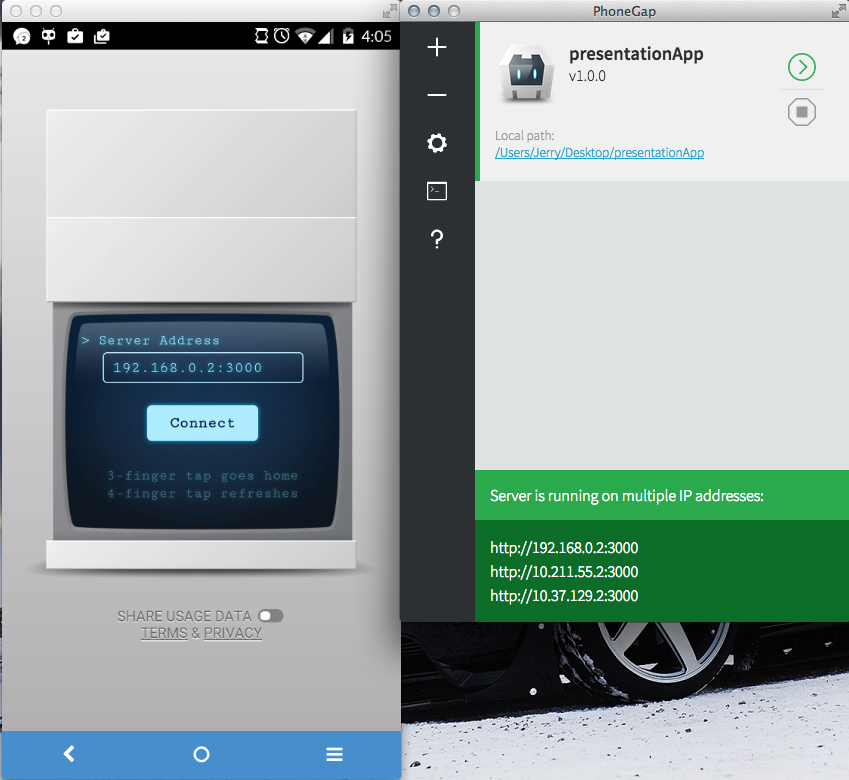 2
4:05
> Server Address
192.168.0.2:3000
Connect
3-finger tap goes home
4-finger tap refreshes
SHARE USAGE DATA
TERMS & PRIVACY
PhoneGap
presentationApp
v1.0.0
Local path:
/Users/Jerry/Desktop/presentationApp
?
Server is running on multiple IP addresses:
http://192.168.0.2:3000
http://10.211.55.2:3000
http://10.37.129.2:3000